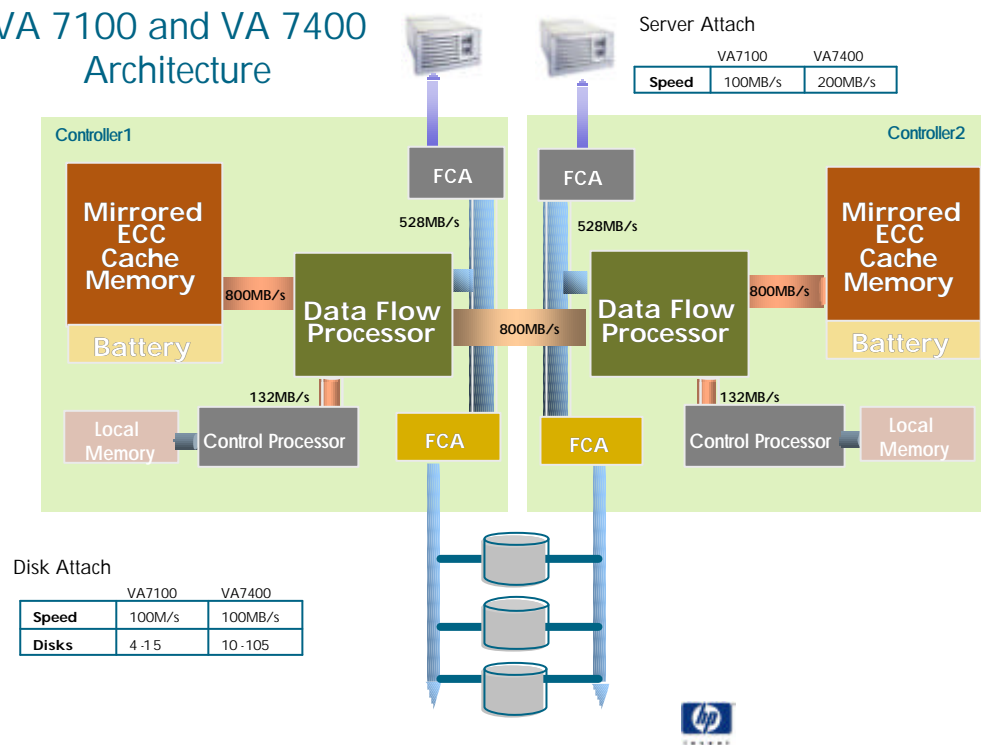 VA 7100 and VA 7400
Architecture
Server Attach
VA7100 VA7400
Speed 100MB/s 200MB/s
Controller1
Controller2
FCA
FCA
Mirrored
ECC
Cache
Memory
528MB/s
528MB/s
Mirrored
ECC
Cache
Memory
800MB/s
Data Flow
Processor
800MB/s
Data Flow
Processor
800MB/s
Battery
Battery
132MB/s
132MB/s
Local
Memory
Control Processor
FCA
FCA
Control Processor
Local
Memory
Disk Attach
VA7100 VA7400
Speed 100M/s 100MB/s
Disks 4-15 10-105
hp
invent